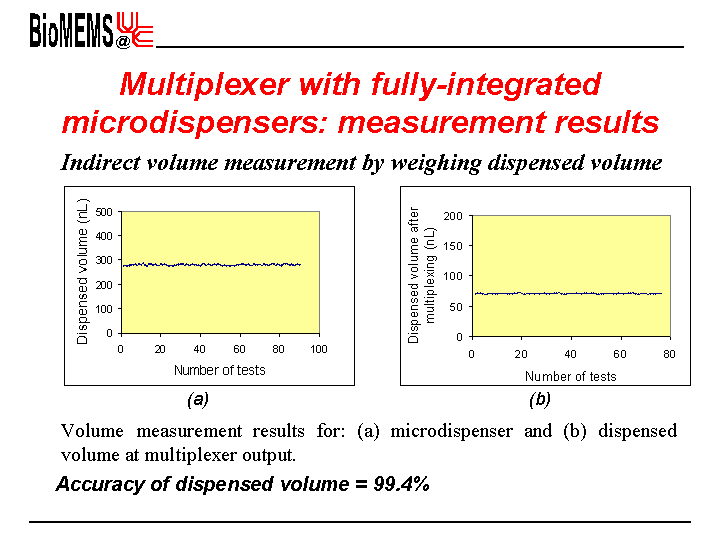 BioMEMS@UC
Multiplexer with fully-integrated
microdispensers: measurement results
Indirect volume measurement by weighing dispensed volume
Dispensed volume (nL)
500
400
300
200
100
0
0 20 40 60 80 100
Number of tests
(a)
Dispensed volume after
multiplexing (nL)
200
150
100
50
0
0 20 40 60 80
Number of tests
(b)
Volume measurement results for: (a) microdispenser and (b) dispensed
volume at multiplexer output.
Accuracy of dispensed volume = 99.4%